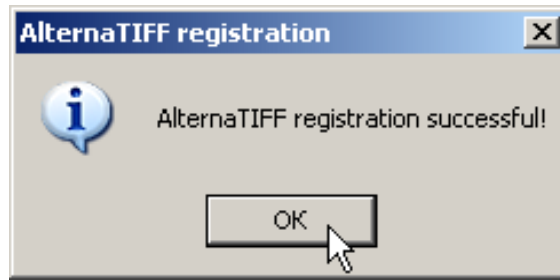 AlternaTIFF registration
AlternaTIFF registration successful!
OK